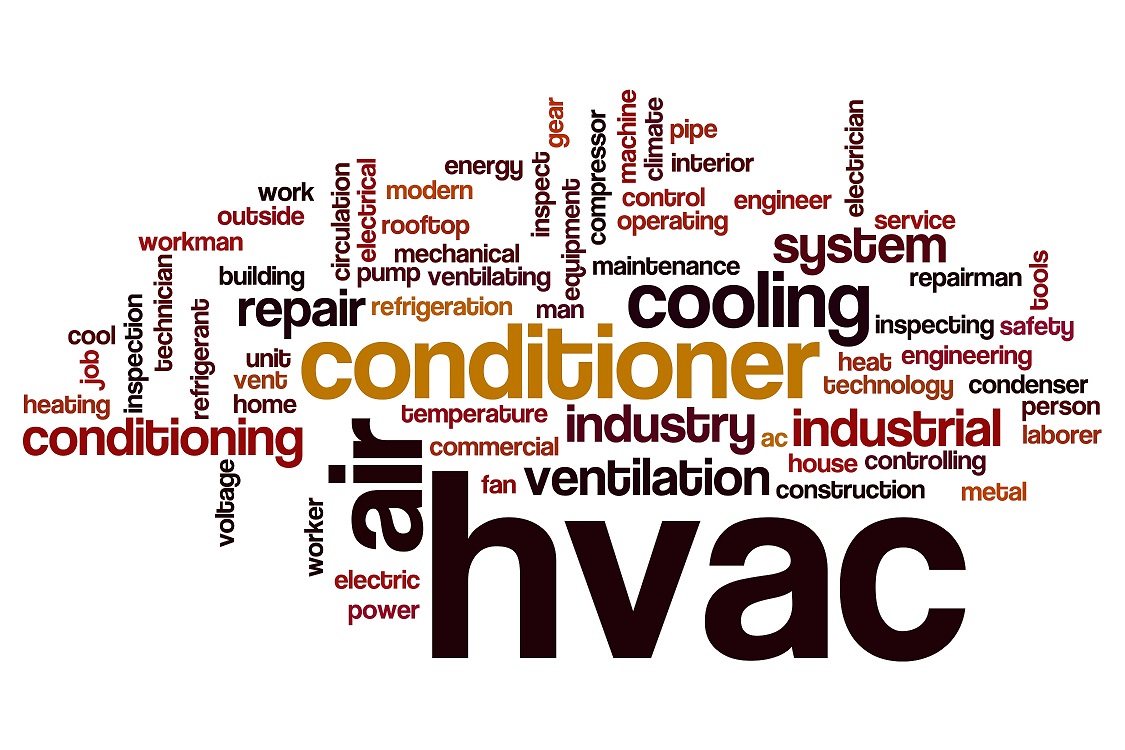 gear
machine
climate
compressor
pipe
electrician
energy
inspect
interior
work
circulation
electrical
modern
equipment
control
engineer
outside
rooftop
operating
service
workman
mechanical
system
technician
building
pump
ventilating
maintenance
repairman
tools
repair
refrigeration
man
cooling
inspecting
safety
cool
inspection
refrigerant
job
unit
conditioner
heat
engineering
vent
technology
condenser
heating
home
temperature
industry
ac
industrial
person
conditioning
air
commercial
laborer
house
controlling
voltage
fan
ventilation
construction
metal
worker
hvac
electric
power